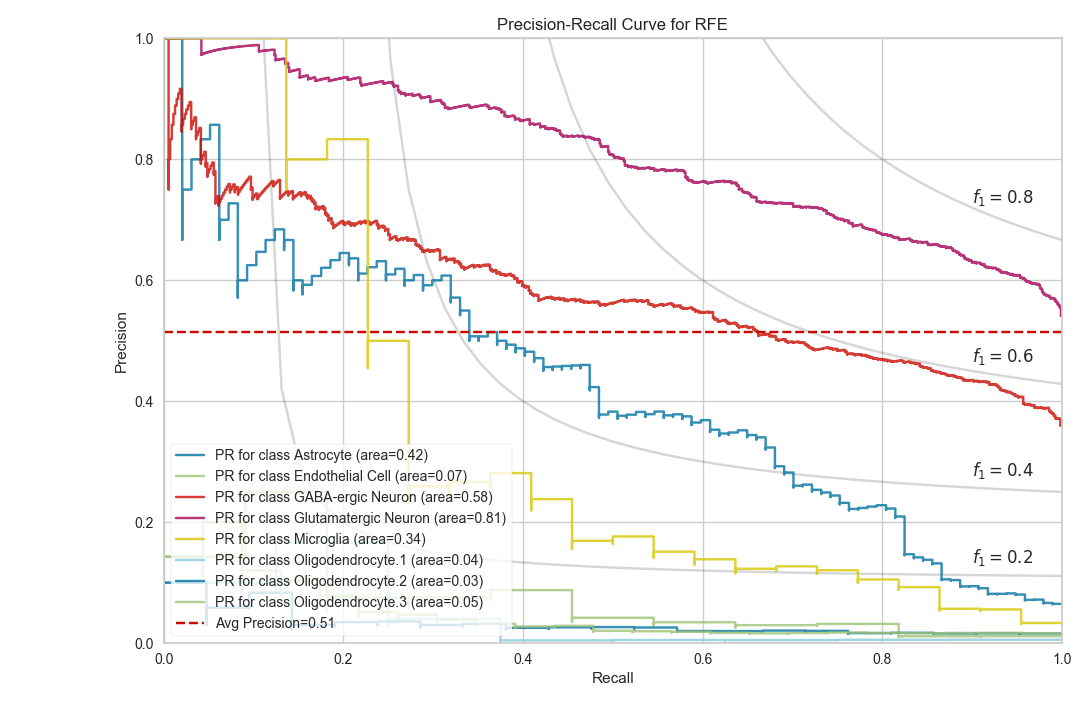 Precision-Recall Curve for RFE
1.0
0.8
0.6
0.4
0.2
0.0
Precision
f1 = 0.8
f1 = 0.6
f1 = 0.4
f1 = 0.2
PR for class Astrocyte (area=0.42)
PR for class Endothelial Cell (area=0.07)
PR for class GABA-ergic Neuron (area=0.58)
PR for class Glutamatergic Neuron (area=0.81)
PR for class Microglia (area=0.34)
PR for class Oligodendrocyte.1 (area=0.04)
PR for class Oligodendrocyte.2 (area=0.03)
PR for class Oligodendrocyte.3 (area=0.05)
Avg Precision=0.51
0.0 0.2 0.4 0.6 0.8 1.0
Recall